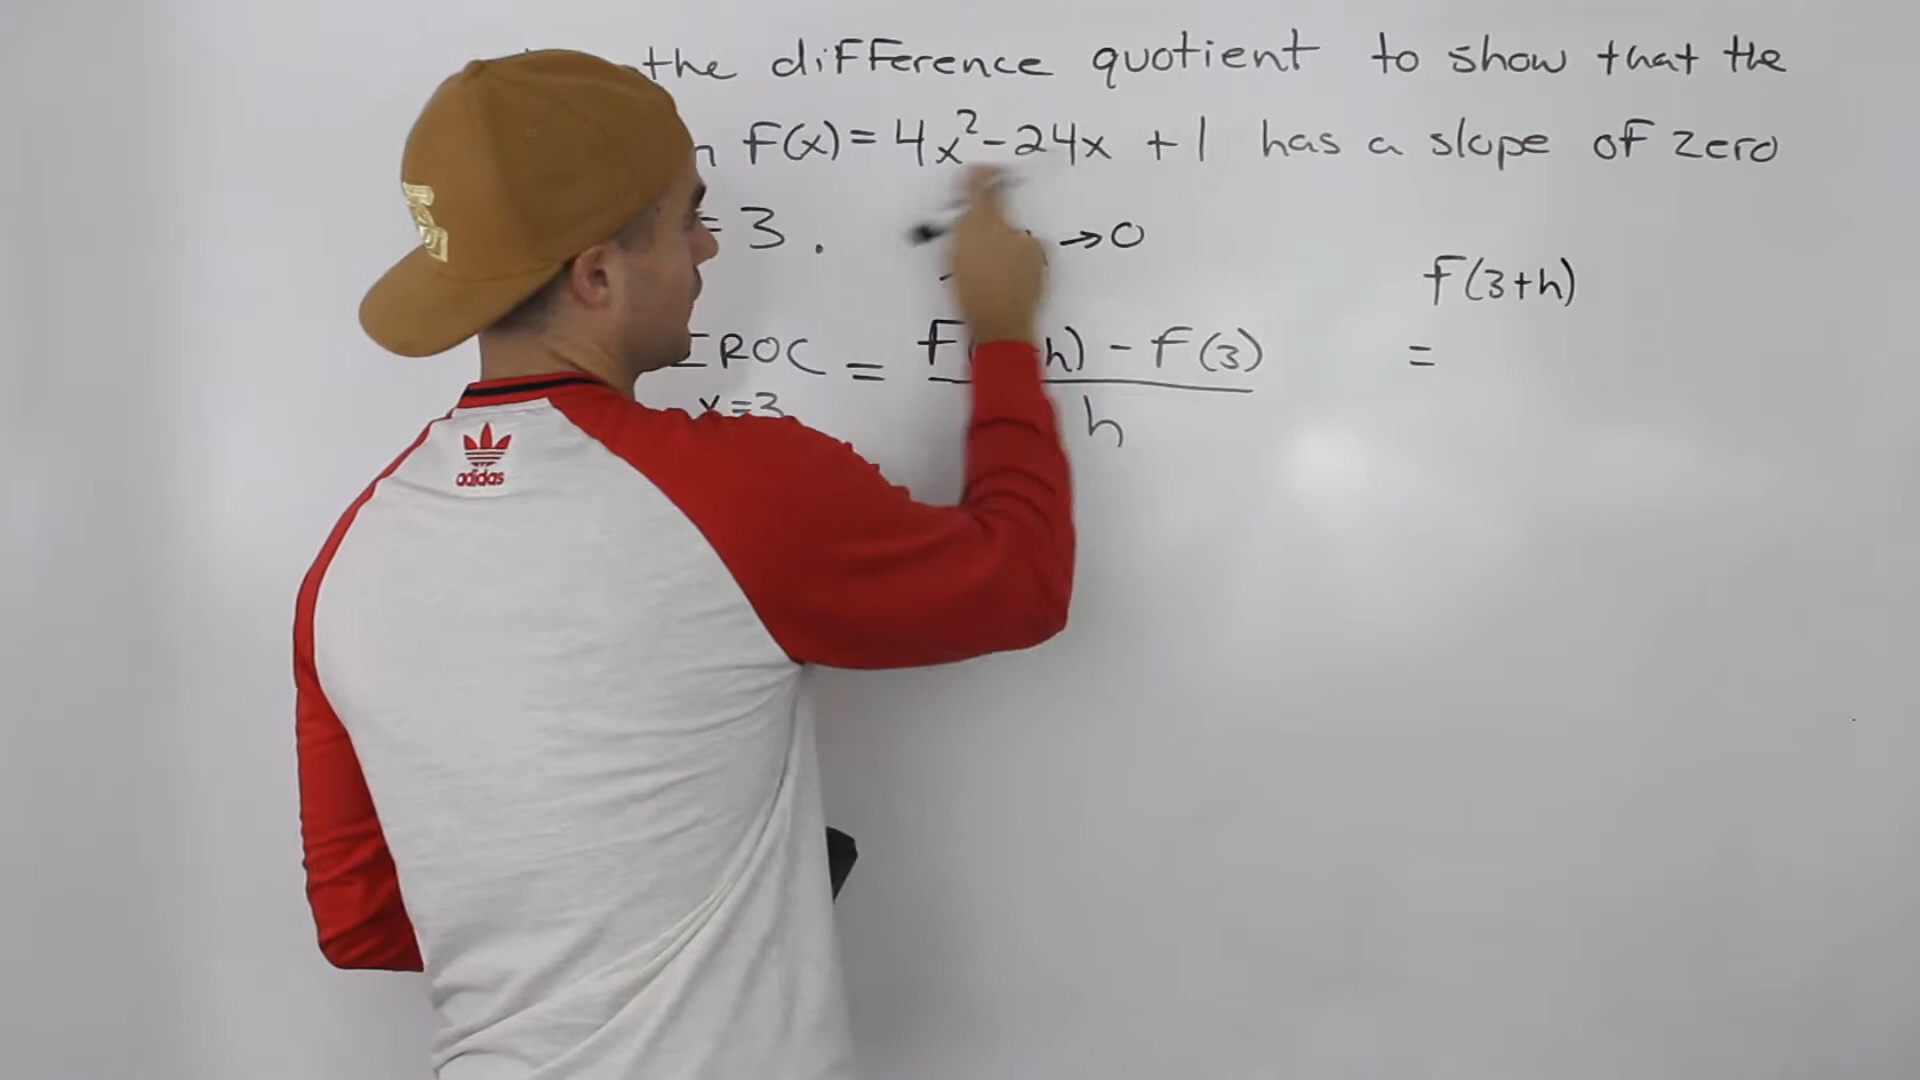 the difference quotient to show that the
f(x) = 4x² - 24x + 1 has a slope of zero
= 3. → 0
f(3+h)
IROC = f( h) - f(3) =
x=3 h
adidas